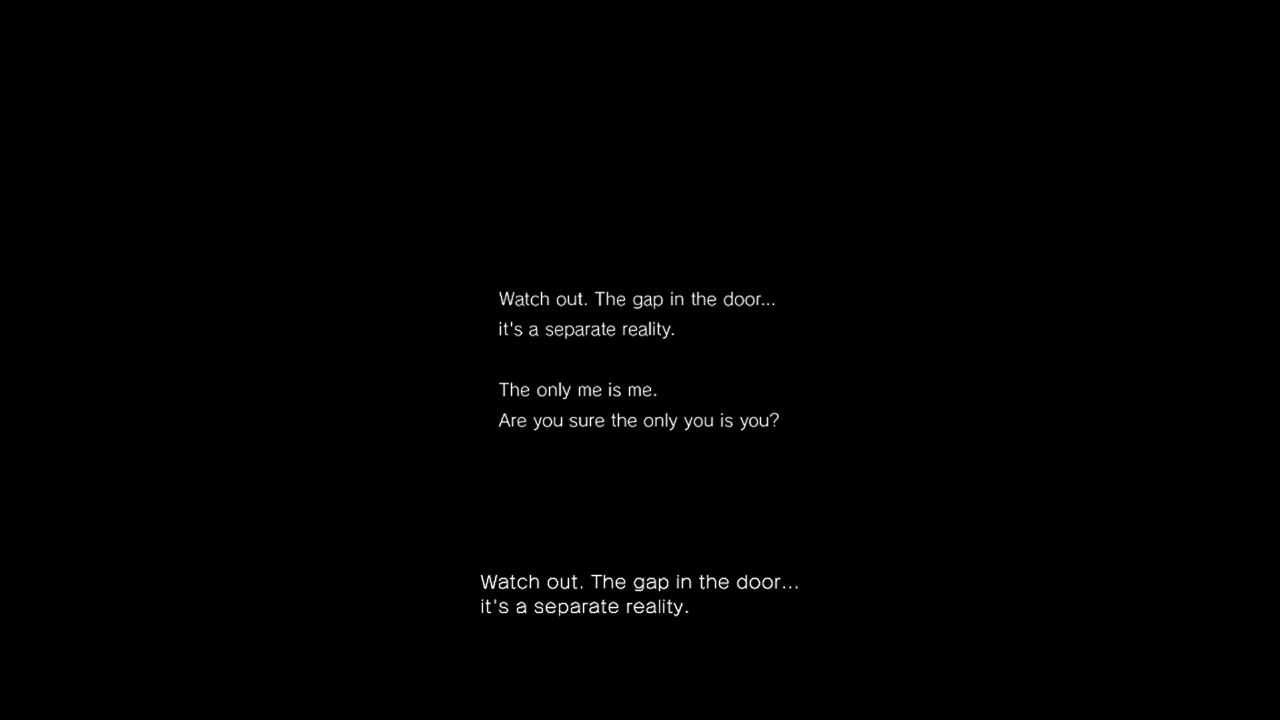 Watch out. The gap in the door...
it's a separate reality.
The only me is me.
Are you sure the only you is you?
Watch out. The gap in the door...
it's a separate reality.